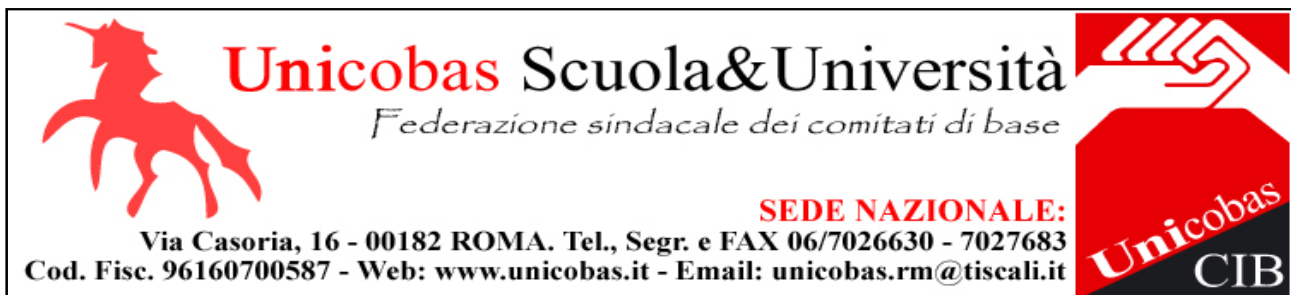 Unicobas Scuola&Università
Federazione sindacale dei comitati di base
SEDE NAZIONALE:
Via Casoria, 16 - 00182 ROMA. Tel., Segr. e FAX 06/7026630 - 7027683
Cod. Fisc. 96160700587 - Web: www.unicobas.it - Email: unicobas.rm@tiscali.it
Unicobas
CIB